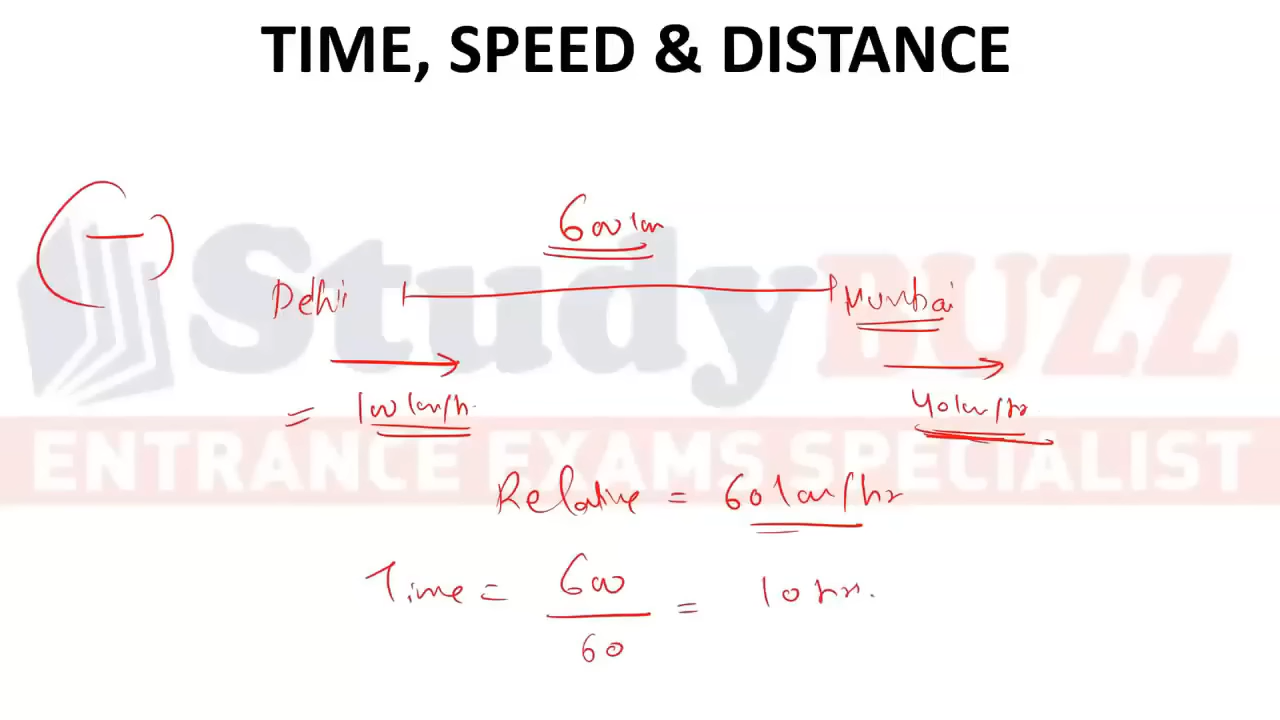 TIME, SPEED & DISTANCE
600 km
(-)
Delhi Mumbai
= 100 km/h. 40 km/hr
StudyBUZZ
ENTRANCE EXAMS SPECIALIST
Relative = 60 km/hr
Time = 600/60 = 10 hr.